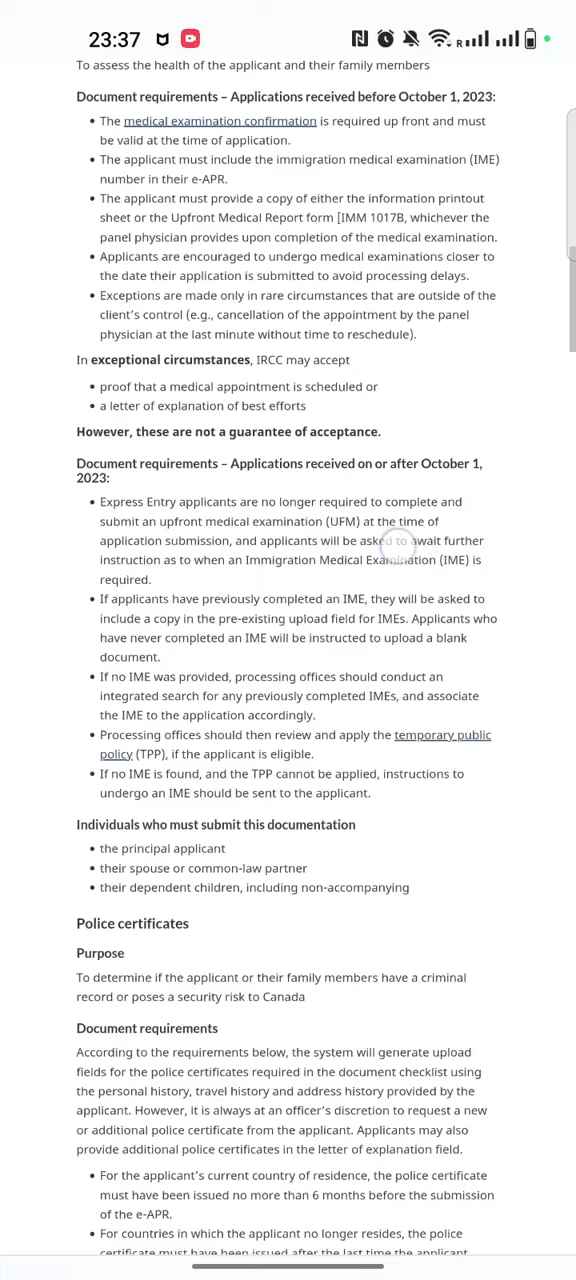 23:37
R
To assess the health of the applicant and their family members
Document requirements – Applications received before October 1, 2023:
• The medical examination confirmation is required up front and must
be valid at the time of application.
• The applicant must include the immigration medical examination (IME)
number in their e-APR.
• The applicant must provide a copy of either the information printout
sheet or the Upfront Medical Report form [IMM 1017B, whichever the
panel physician provides upon completion of the medical examination.
• Applicants are encouraged to undergo medical examinations closer to
the date their application is submitted to avoid processing delays.
• Exceptions are made only in rare circumstances that are outside of the
client's control (e.g., cancellation of the appointment by the panel
physician at the last minute without time to reschedule).
In exceptional circumstances, IRCC may accept
• proof that a medical appointment is scheduled or
• a letter of explanation of best efforts
However, these are not a guarantee of acceptance.
Document requirements – Applications received on or after October 1,
2023:
• Express Entry applicants are no longer required to complete and
submit an upfront medical examination (UFM) at the time of
application submission, and applicants will be asked to await further
instruction as to when an Immigration Medical Examination (IME) is
required.
• If applicants have previously completed an IME, they will be asked to
include a copy in the pre-existing upload field for IMEs. Applicants who
have never completed an IME will be instructed to upload a blank
document.
• If no IME was provided, processing offices should conduct an
integrated search for any previously completed IMEs, and associate
the IME to the application accordingly.
• Processing offices should then review and apply the temporary public
policy (TPP), if the applicant is eligible.
• If no IME is found, and the TPP cannot be applied, instructions to
undergo an IME should be sent to the applicant.
Individuals who must submit this documentation
• the principal applicant
• their spouse or common-law partner
• their dependent children, including non-accompanying
Police certificates
Purpose
To determine if the applicant or their family members have a criminal
record or poses a security risk to Canada
Document requirements
According to the requirements below, the system will generate upload
fields for the police certificates required in the document checklist using
the personal history, travel history and address history provided by the
applicant. However, it is always at an officer's discretion to request a new
or additional police certificate from the applicant. Applicants may also
provide additional police certificates in the letter of explanation field.
• For the applicant's current country of residence, the police certificate
must have been issued no more than 6 months before the submission
of the e-APR.
• For countries in which the applicant no longer resides, the police
certificate must have been issued after the last time the applicant